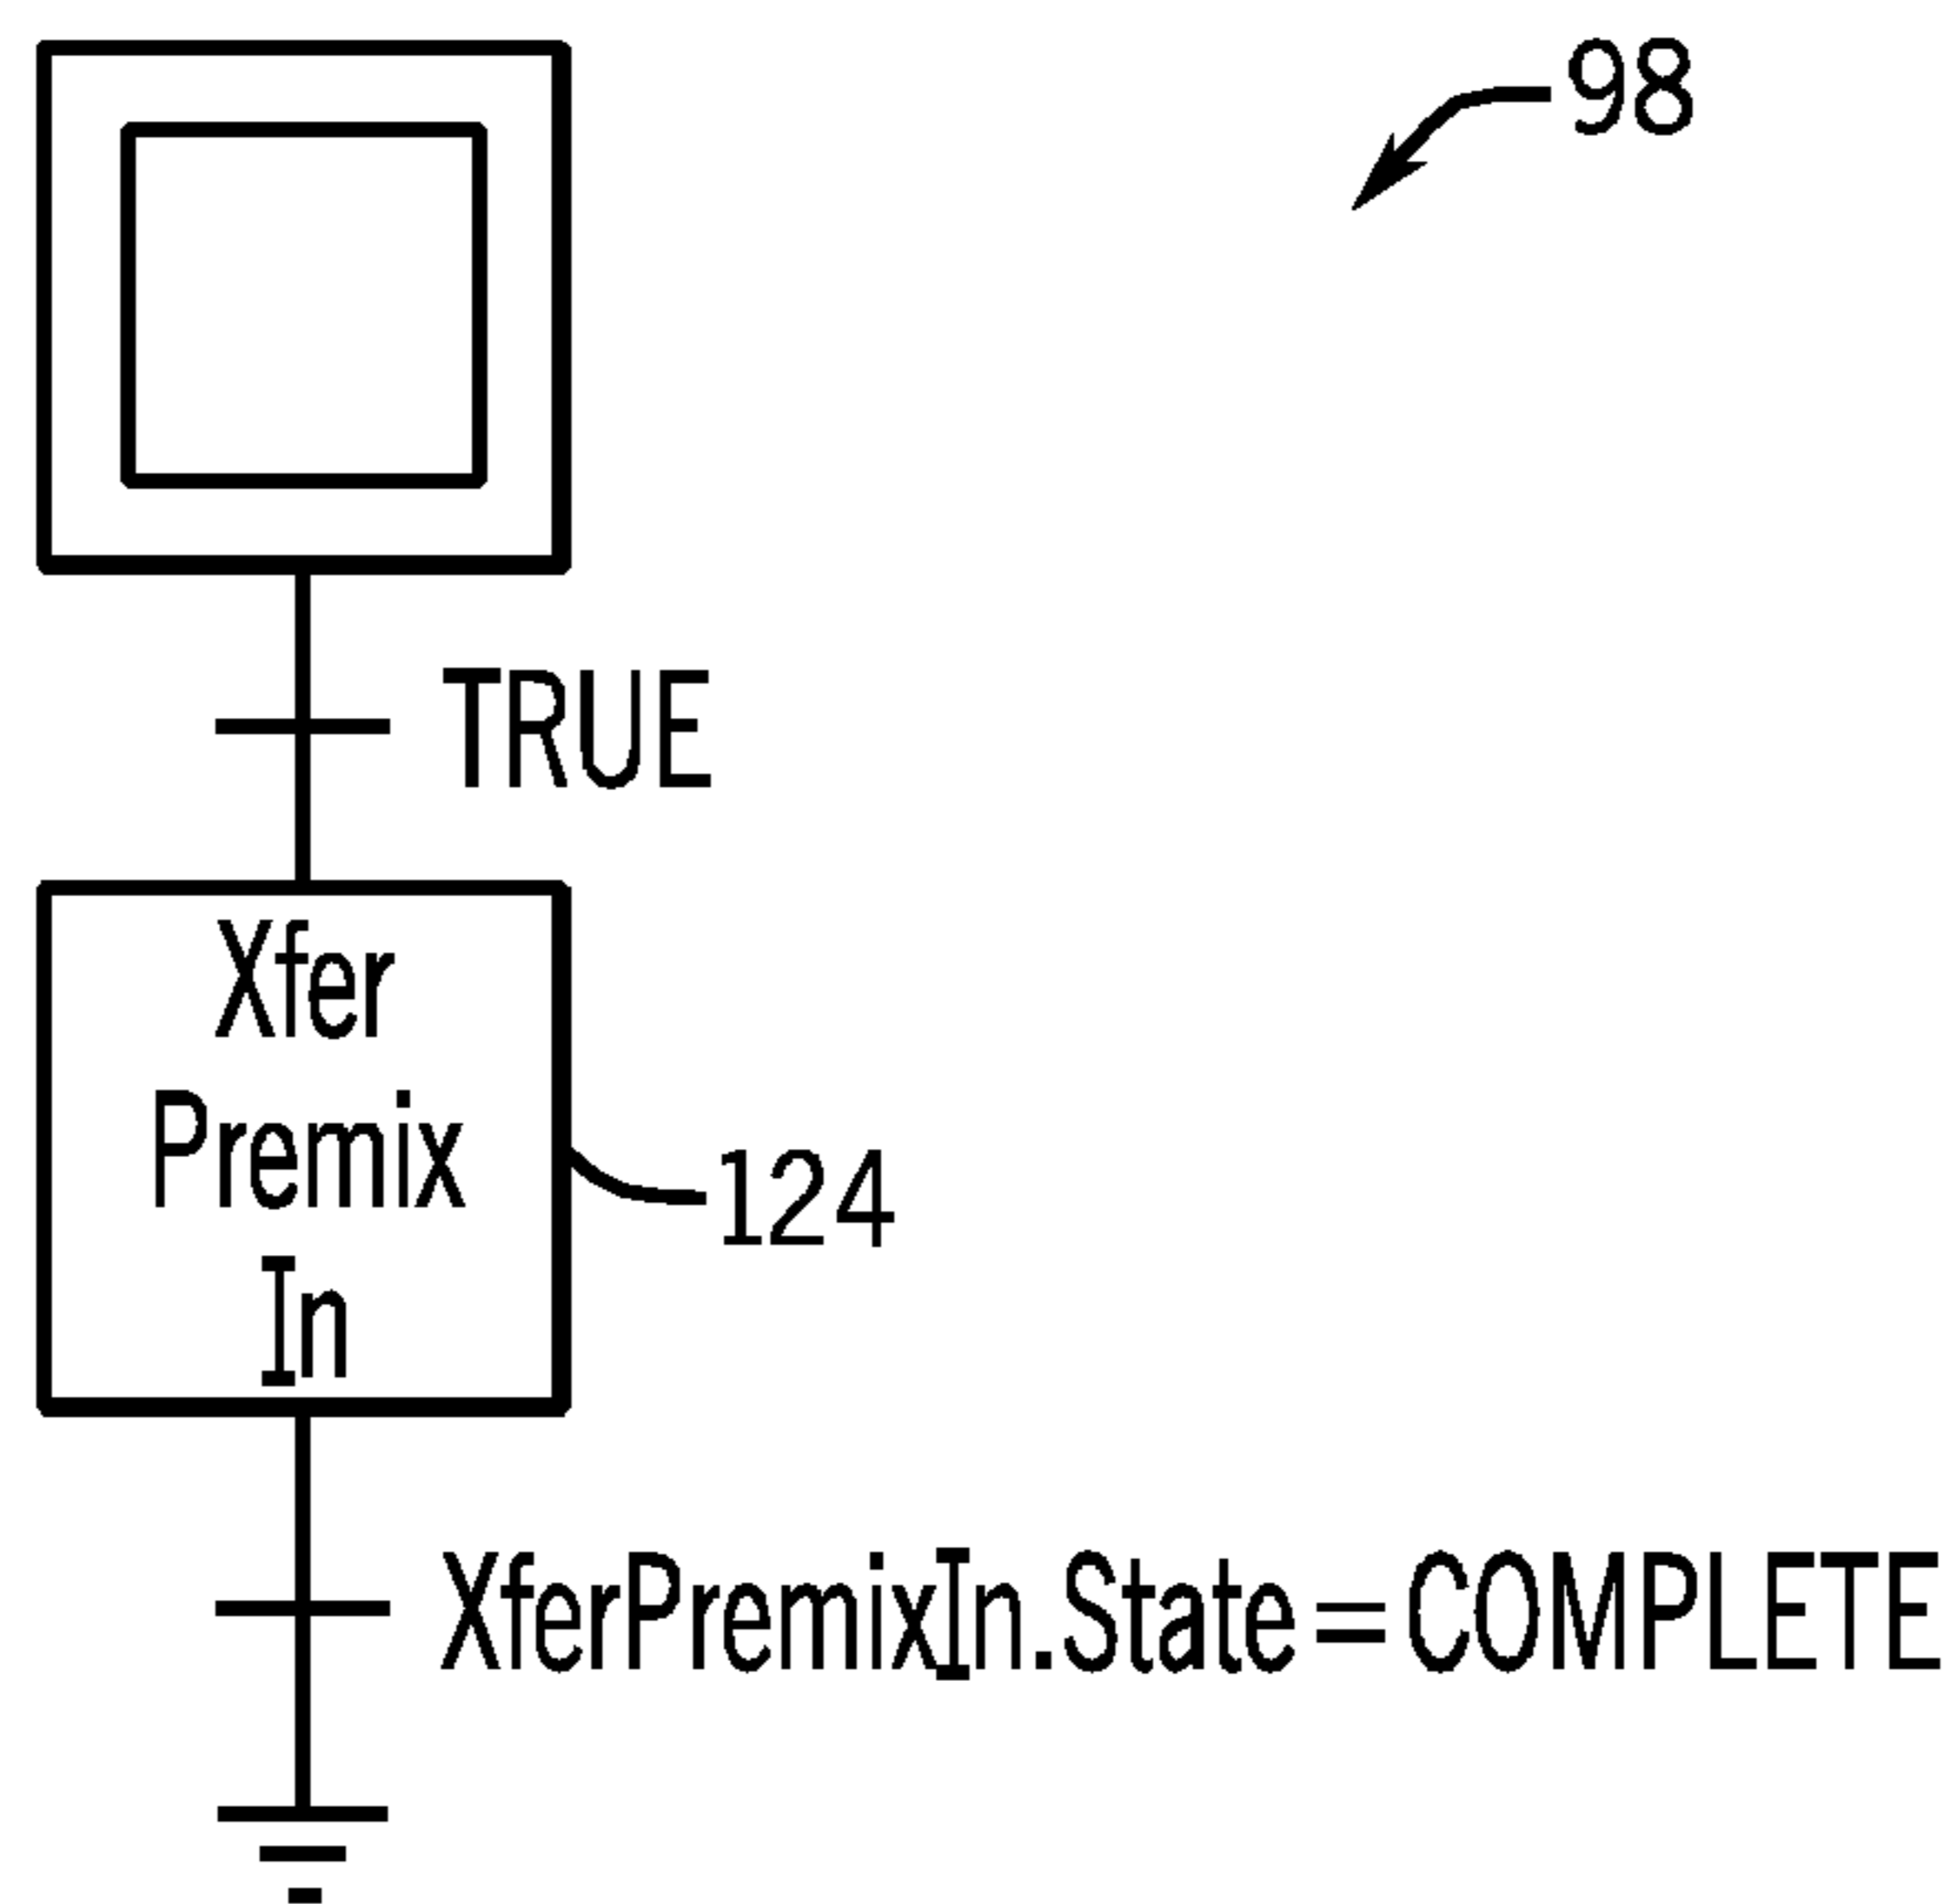 98
TRUE
Xfer
Premix
In
124
XferPremixIn.State = COMPLETE